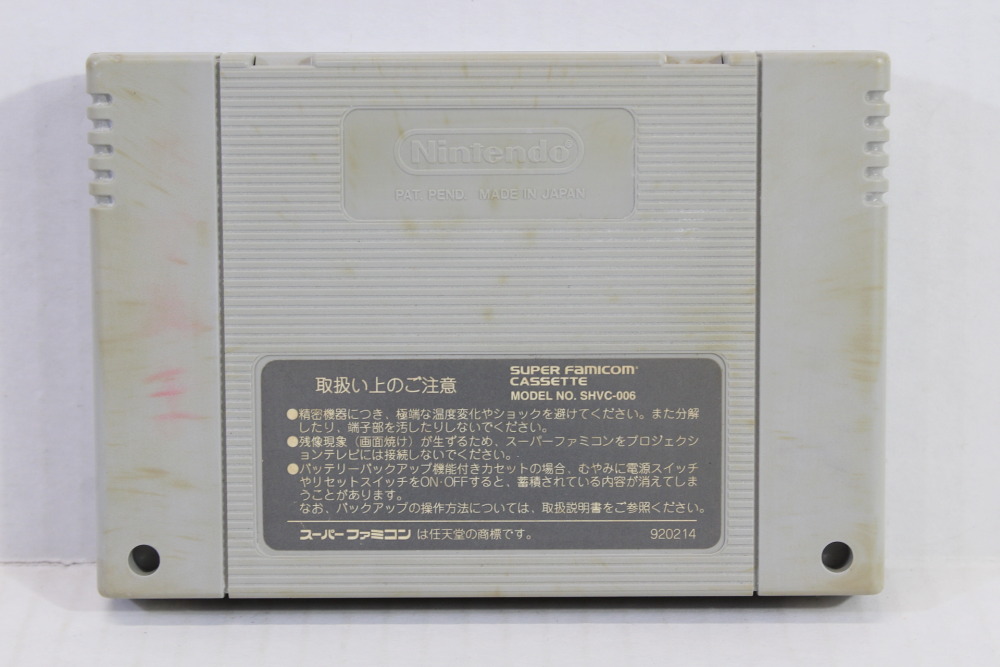 Nintendo
PAT. PEND. MADE IN JAPAN
取扱い上のご注意
SUPER FAMICOM®
CASSETTE
MODEL NO. SHVC-006
●精密機器につき、極端な温度変化やショックを避けてください。また分解
したり、端子部を汚したりしないでください。
●残像現象（画面焼け）が生ずるため、スーパーファミコンをプロジェクシ
ョンテレビには接続しないでください。
●バッテリーバックアップ機能付きカセットの場合、むやみに電源スイッチ
やリセットスイッチをON·OFFすると、蓄積されている内容が消えてしま
うことがあります。
なお、バックアップの操作方法については、取扱説明書をご参照ください。
スーパーファミコン は任天堂の商標です。
920214